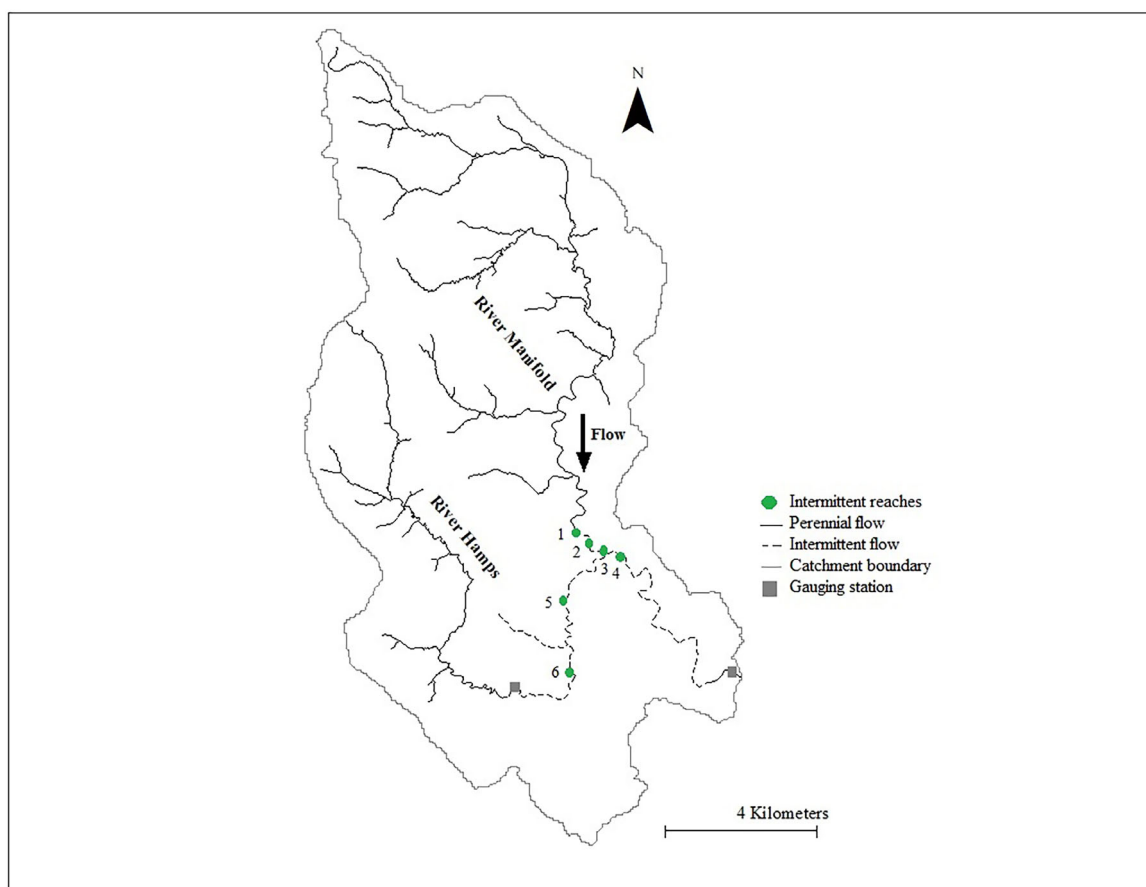 N
River Manifold
Flow
River Hamps
Intermittent reaches
Perennial flow
Intermittent flow
Catchment boundary
Gauging station
1
2
3
4
5
6
4 Kilometers